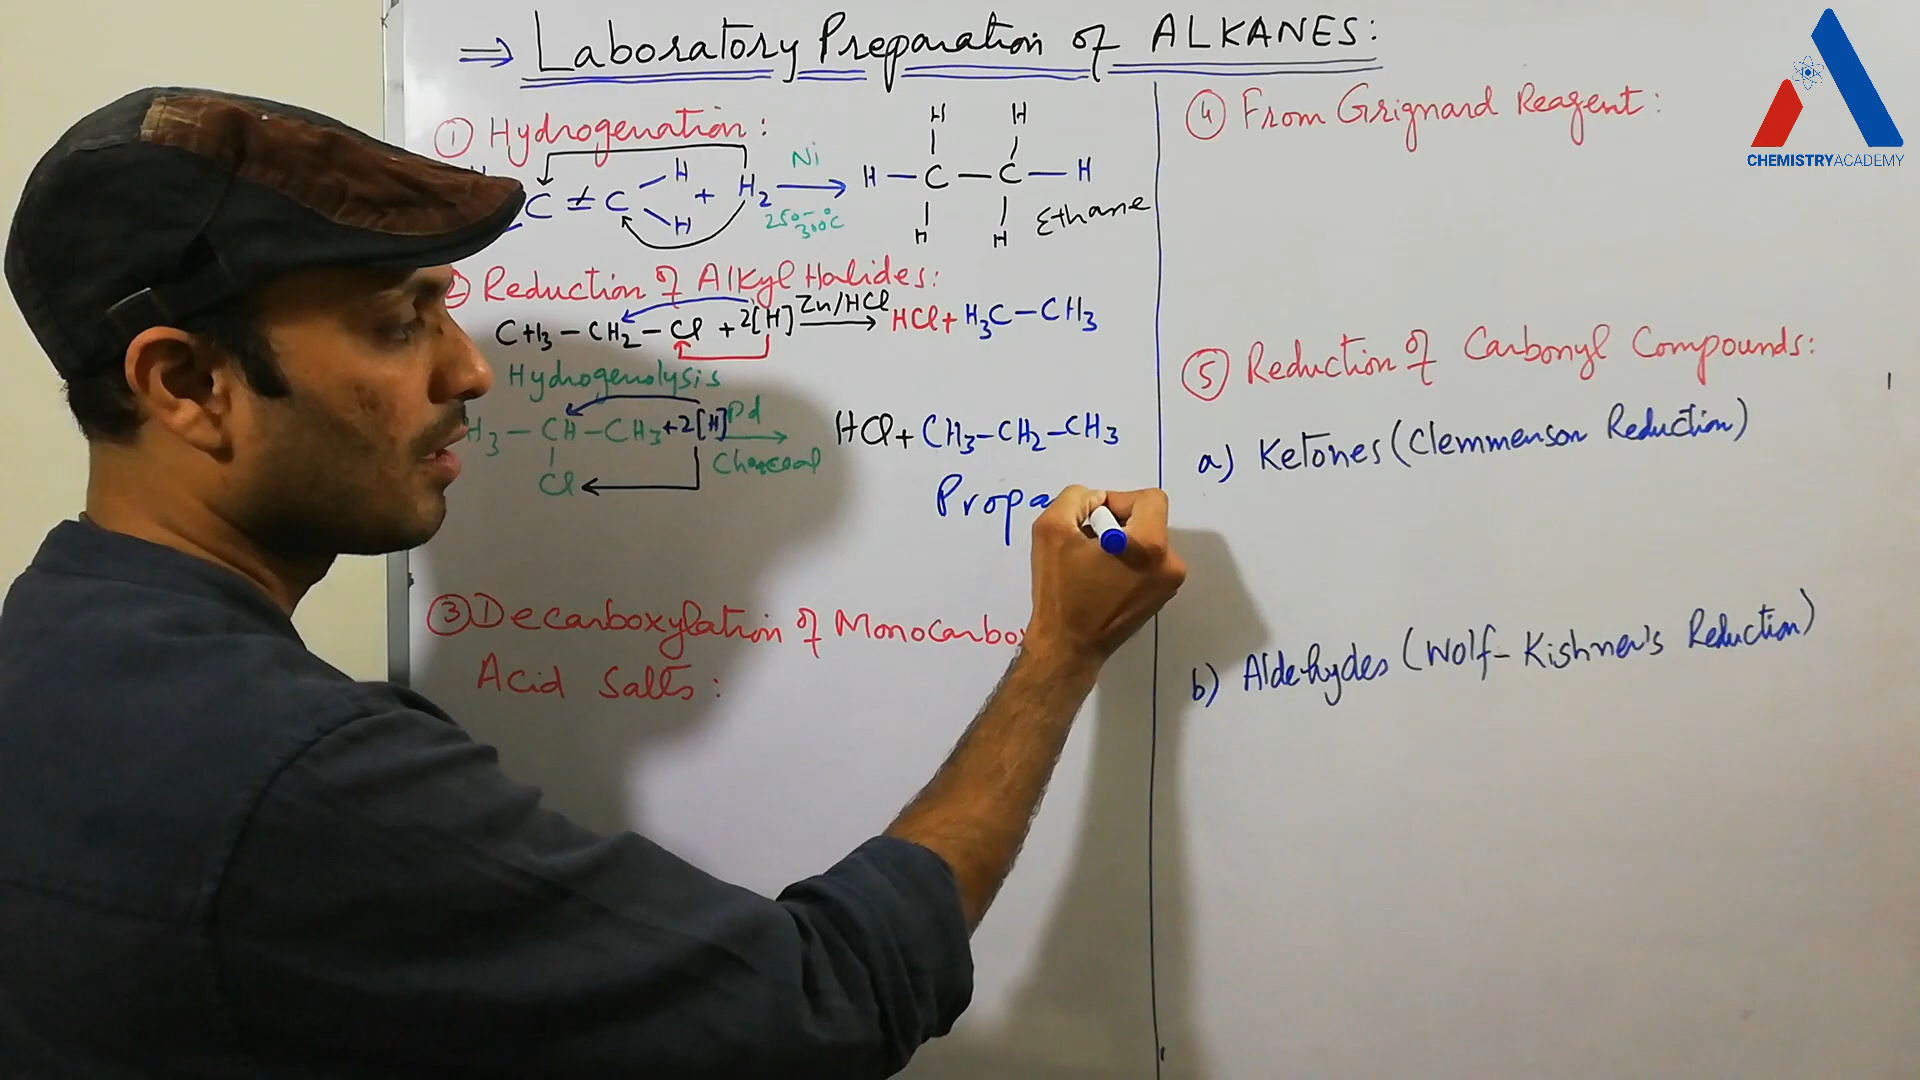 ⇒ Laboratory Preparation of ALKANES:
① Hydrogenation:
H H
C = C H H + H₂ Ni 250-300°C → H — C — C — H
H H
Ethane
② Reduction of Alkyl Halides:
CH₃ — CH₂ — Cl + 2[H] Zn/HCl → HCl + H₃C — CH₃
Hydrogenolysis
H₃ — CH — CH₃ + 2[H] Pd Charcoal → HCl + CH₃ — CH₂ — CH₃
Cl
Propa
③ Decarboxylation of Monocarbo
Acid Salts:
④ From Grignard Reagent:
⑤ Reduction of Carbonyl Compounds:
a) Ketones (Clemmenson Reduction)
b) Aldehydes (Wolf-Kishner's Reduction)
CHEMISTRYACADEMY